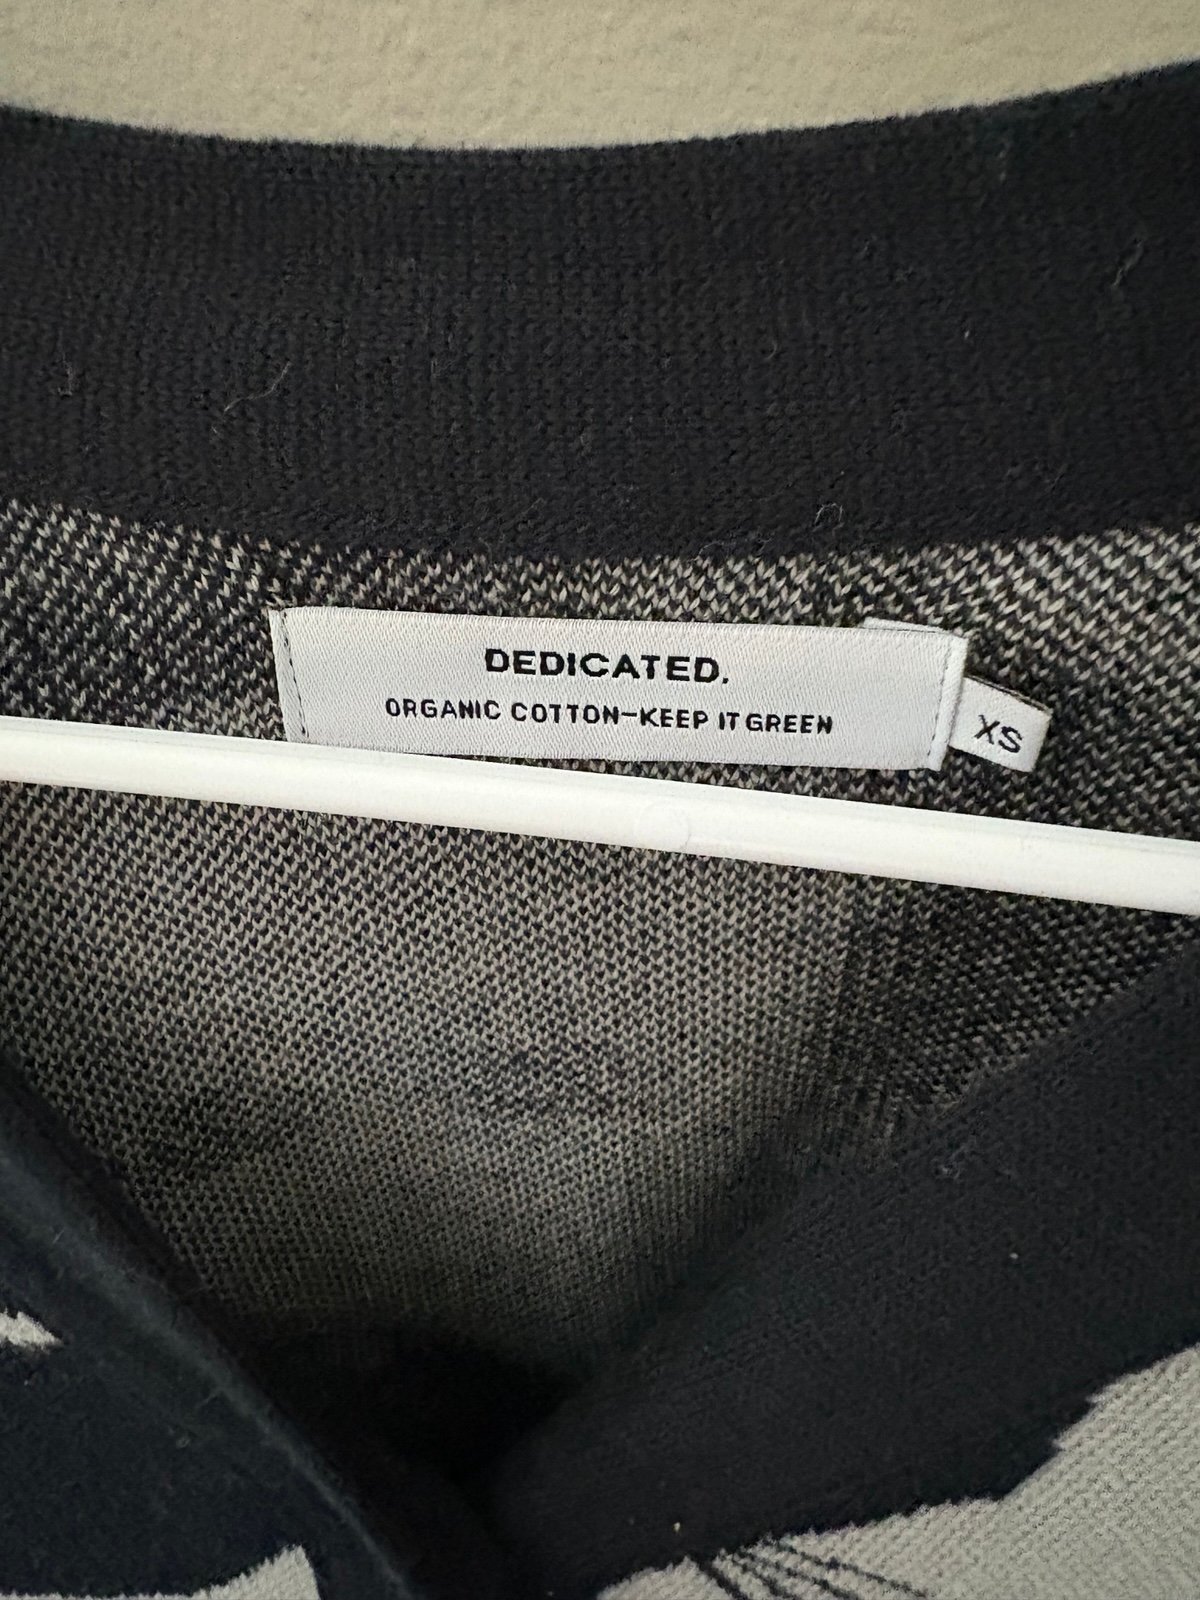 DEDICATED.
ORGANIC COTTON-KEEP IT GREEN
XS